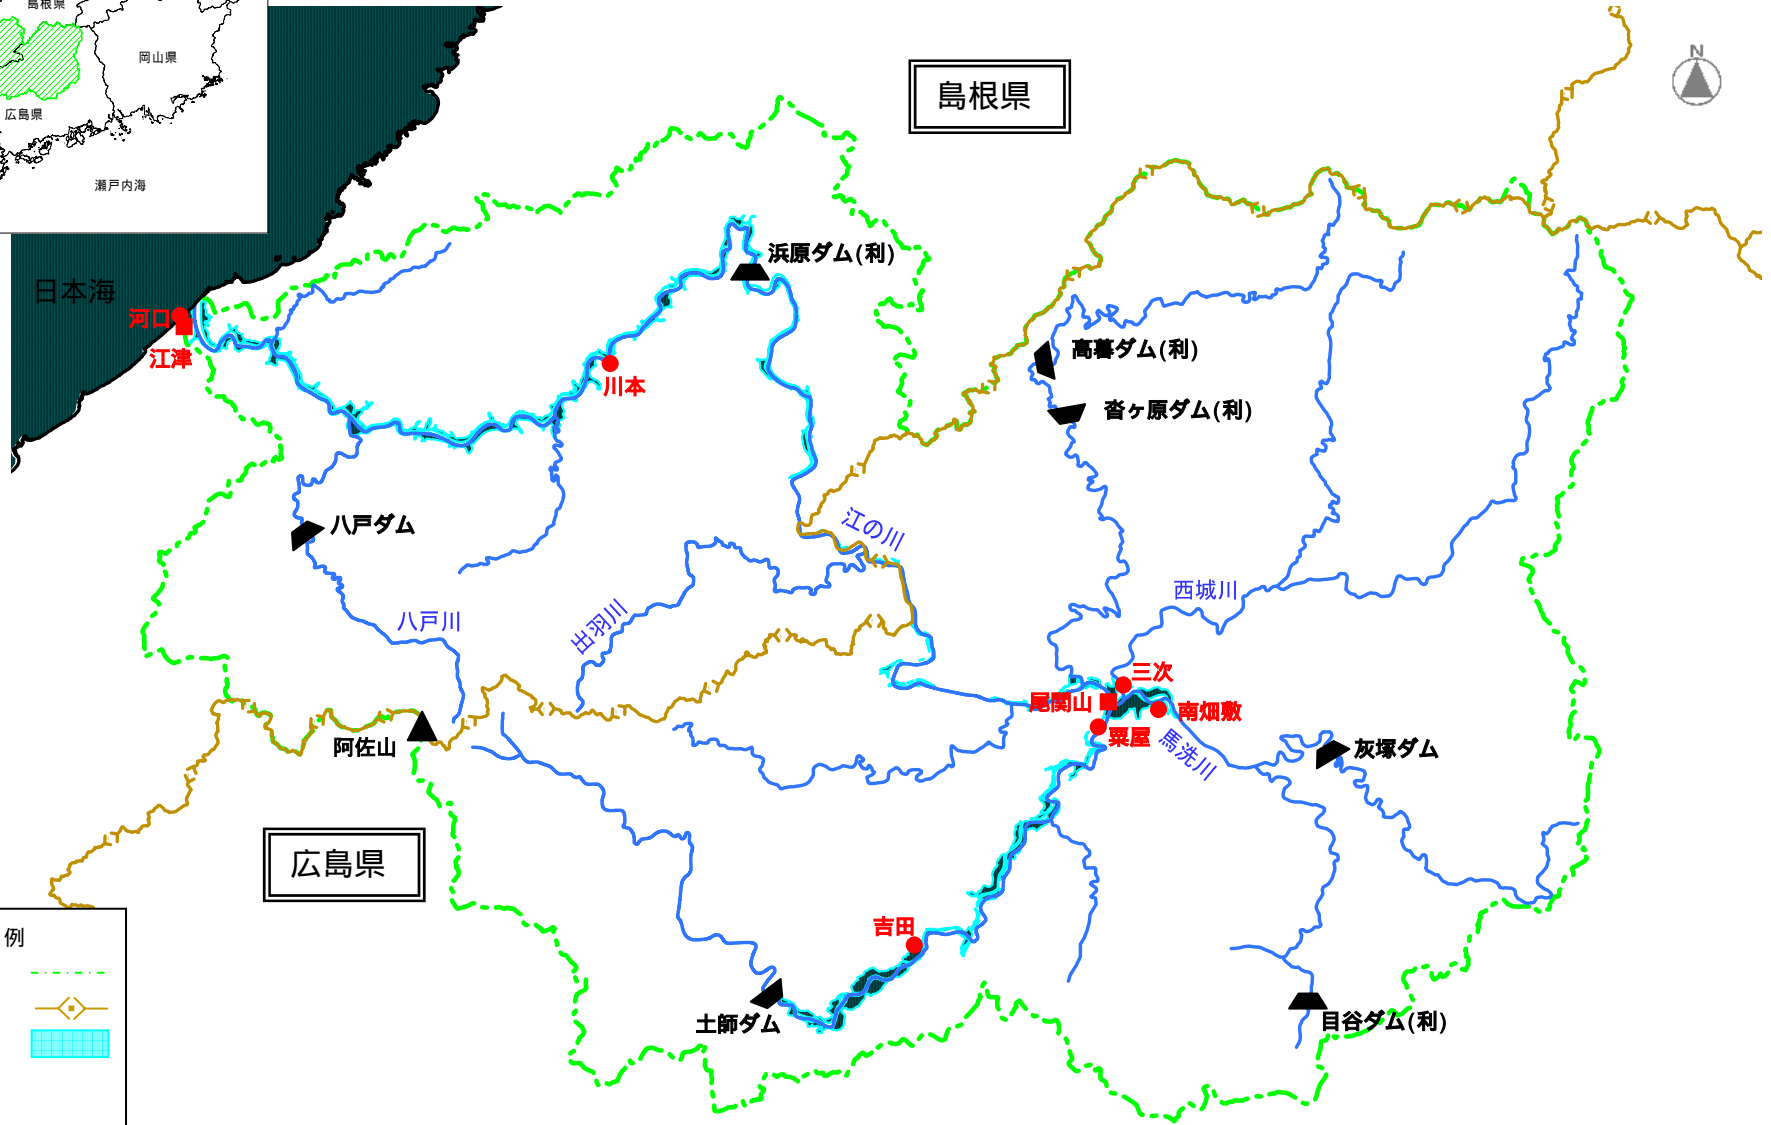 島根県
岡山県
広島県
瀬戸内海
島根県
N
日本海
河口
江津
浜原ダム(利)
川本
高暮ダム(利)
沓ヶ原ダム(利)
八戸ダム
江の川
八戸川
出羽川
西城川
三次
尾関山
南畑敷
粟屋
馬洗川
阿佐山
灰塚ダム
広島県
吉田
土師ダム
目谷ダム(利)
例